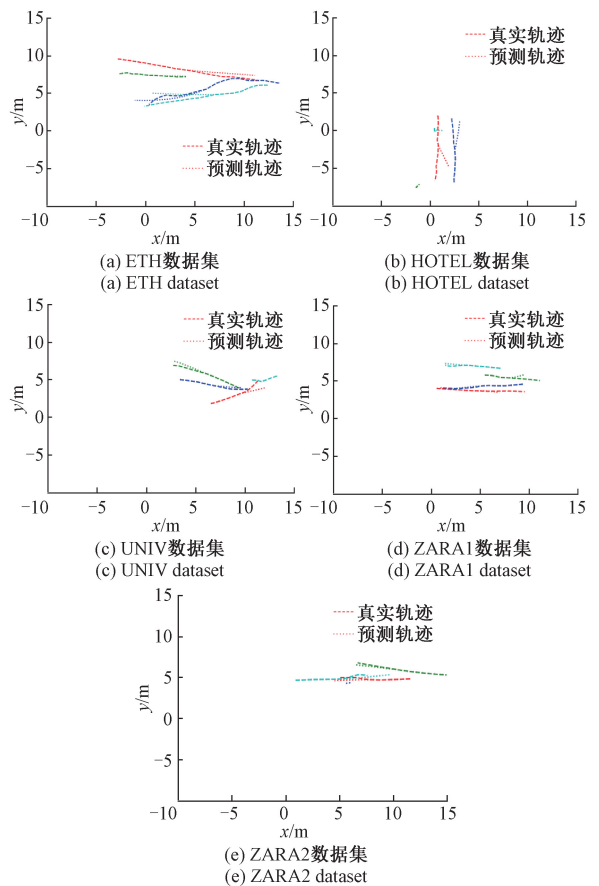 15
10
5
0
−5
y/m
真实轨迹
预测轨迹
−10 −5 0 5 10 15
x/m
(a) ETH数据集
(a) ETH dataset
15
10
5
0
−5
y/m
真实轨迹
预测轨迹
−10 −5 0 5 10 15
x/m
(b) HOTEL数据集
(b) HOTEL dataset
15
10
5
0
−5
y/m
真实轨迹
预测轨迹
−10 −5 0 5 10 15
x/m
(c) UNIV数据集
(c) UNIV dataset
15
10
5
0
−5
y/m
真实轨迹
预测轨迹
−10 −5 0 5 10 15
x/m
(d) ZARA1数据集
(d) ZARA1 dataset
15
10
5
0
−5
y/m
真实轨迹
预测轨迹
−10 −5 0 5 10 15
x/m
(e) ZARA2数据集
(e) ZARA2 dataset